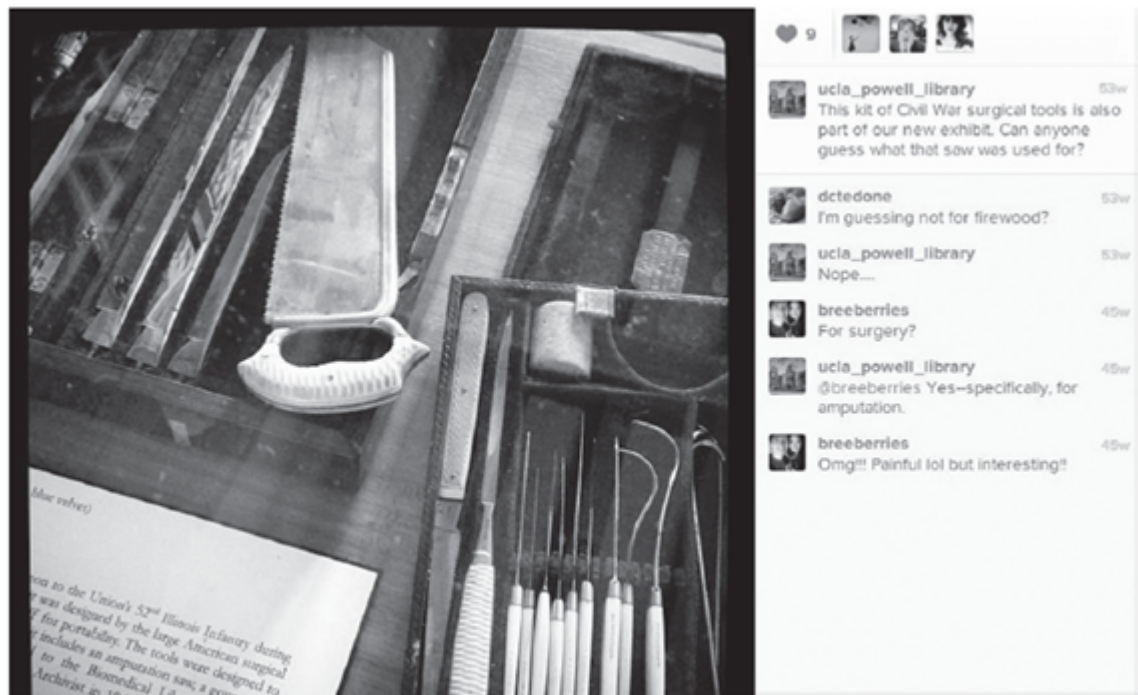 9
ucla_powell_library 53w
This kit of Civil War surgical tools is also
part of our new exhibit. Can anyone
guess what that saw was used for?
dctedone 53w
I'm guessing not for firewood?
ucla_powell_library 53w
Nope....
breeberries 45w
For surgery?
ucla_powell_library 45w
@breeberries Yes--specifically, for
amputation.
breeberries 45w
Omg!!! Painful lol but interesting!!
blue velvet)
to the Union's 52nd Illinois Infantry during
was designed by the large American surgical
for portability. The tools were designed to
includes an amputation saw, a
to the Biomedical
Archivist in